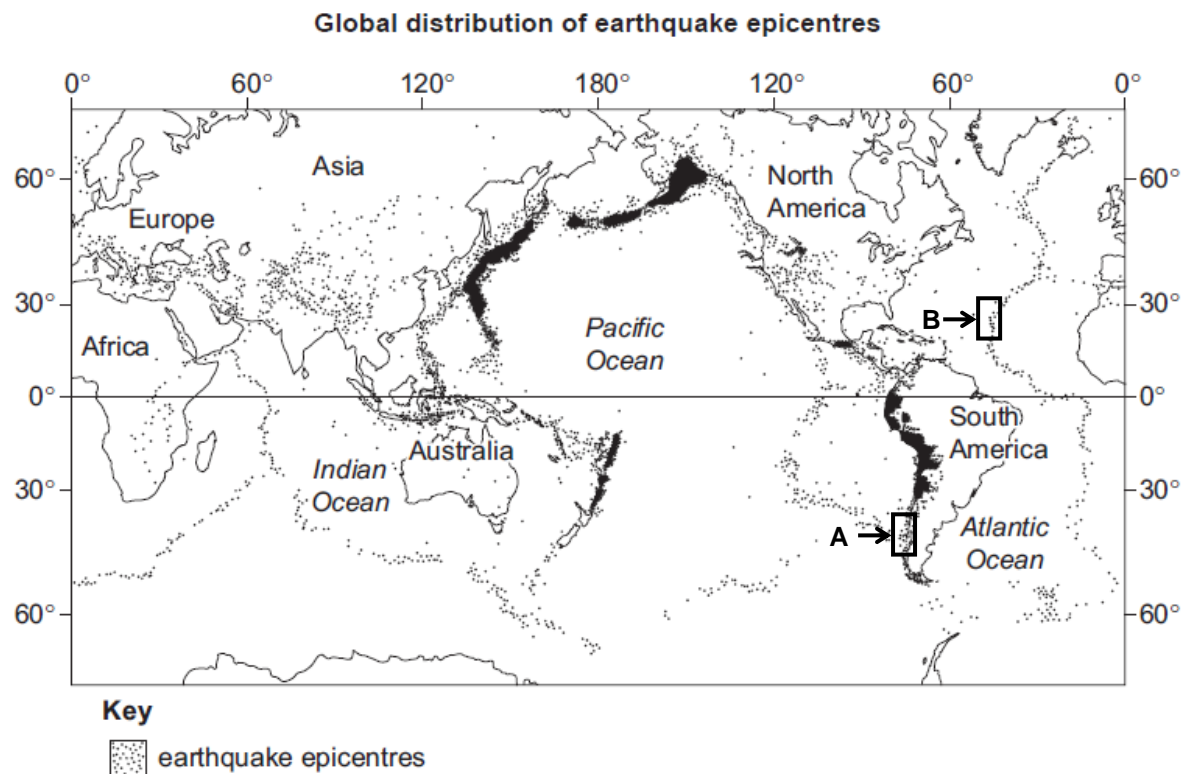 Global distribution of earthquake epicentres
0° 60° 120° 180° 120° 60° 0°
Asia
North
America
60° 60°
Europe
30° 30°
B
Pacific
Ocean
Africa
0° 0°
South
America
Australia
Indian
Ocean
30° 30°
A
Atlantic
Ocean
60° 60°
Key
earthquake epicentres